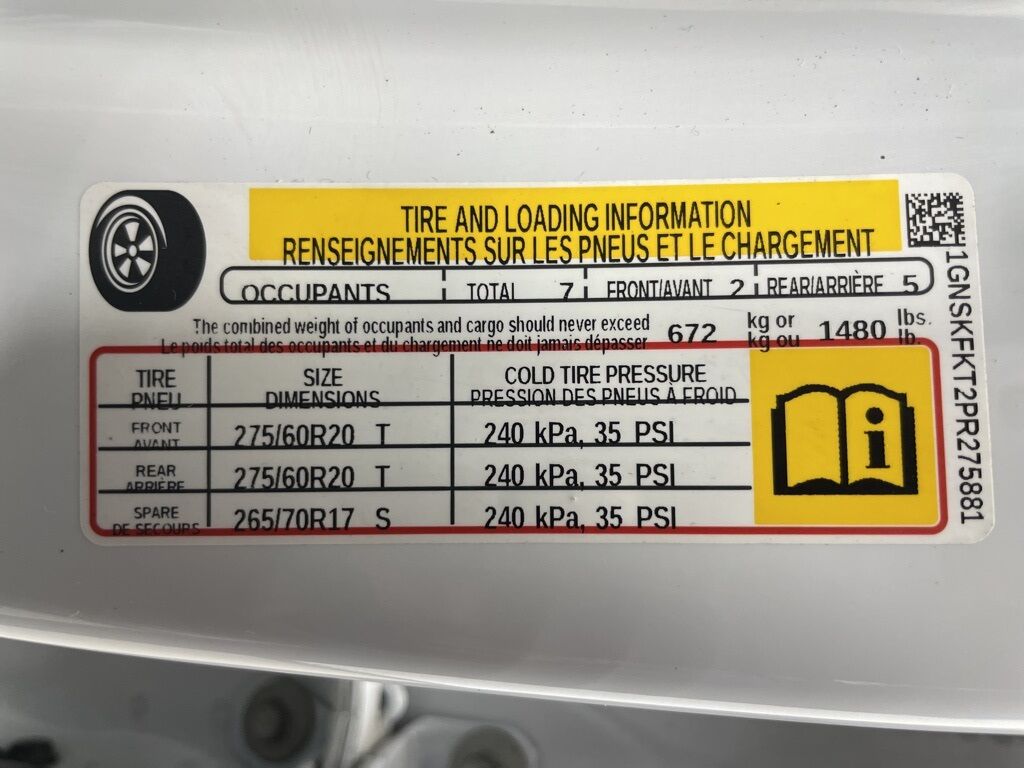 TIRE AND LOADING INFORMATION
RENSEIGNEMENTS SUR LES PNEUS ET LE CHARGEMENT
OCCUPANTS TOTAL 7 FRONT/AVANT 2 REAR/ARRIÈRE 5
The combined weight of occupants and cargo should never exceed 672 kg or 1480 lbs.
Le poids total des occupants et du chargement ne doit jamais dépasser kg ou lb.
TIRE SIZE COLD TIRE PRESSURE
PNEU DIMENSIONS PRESSION DES PNEUS À FROID
FRONT 275/60R20 T 240 kPa, 35 PSI
AVANT
REAR 275/60R20 T 240 kPa, 35 PSI
ARRIÈRE
SPARE 265/70R17 S 240 kPa, 35 PSI
DE SECOURS
i
1GNSKFKT2PR275881